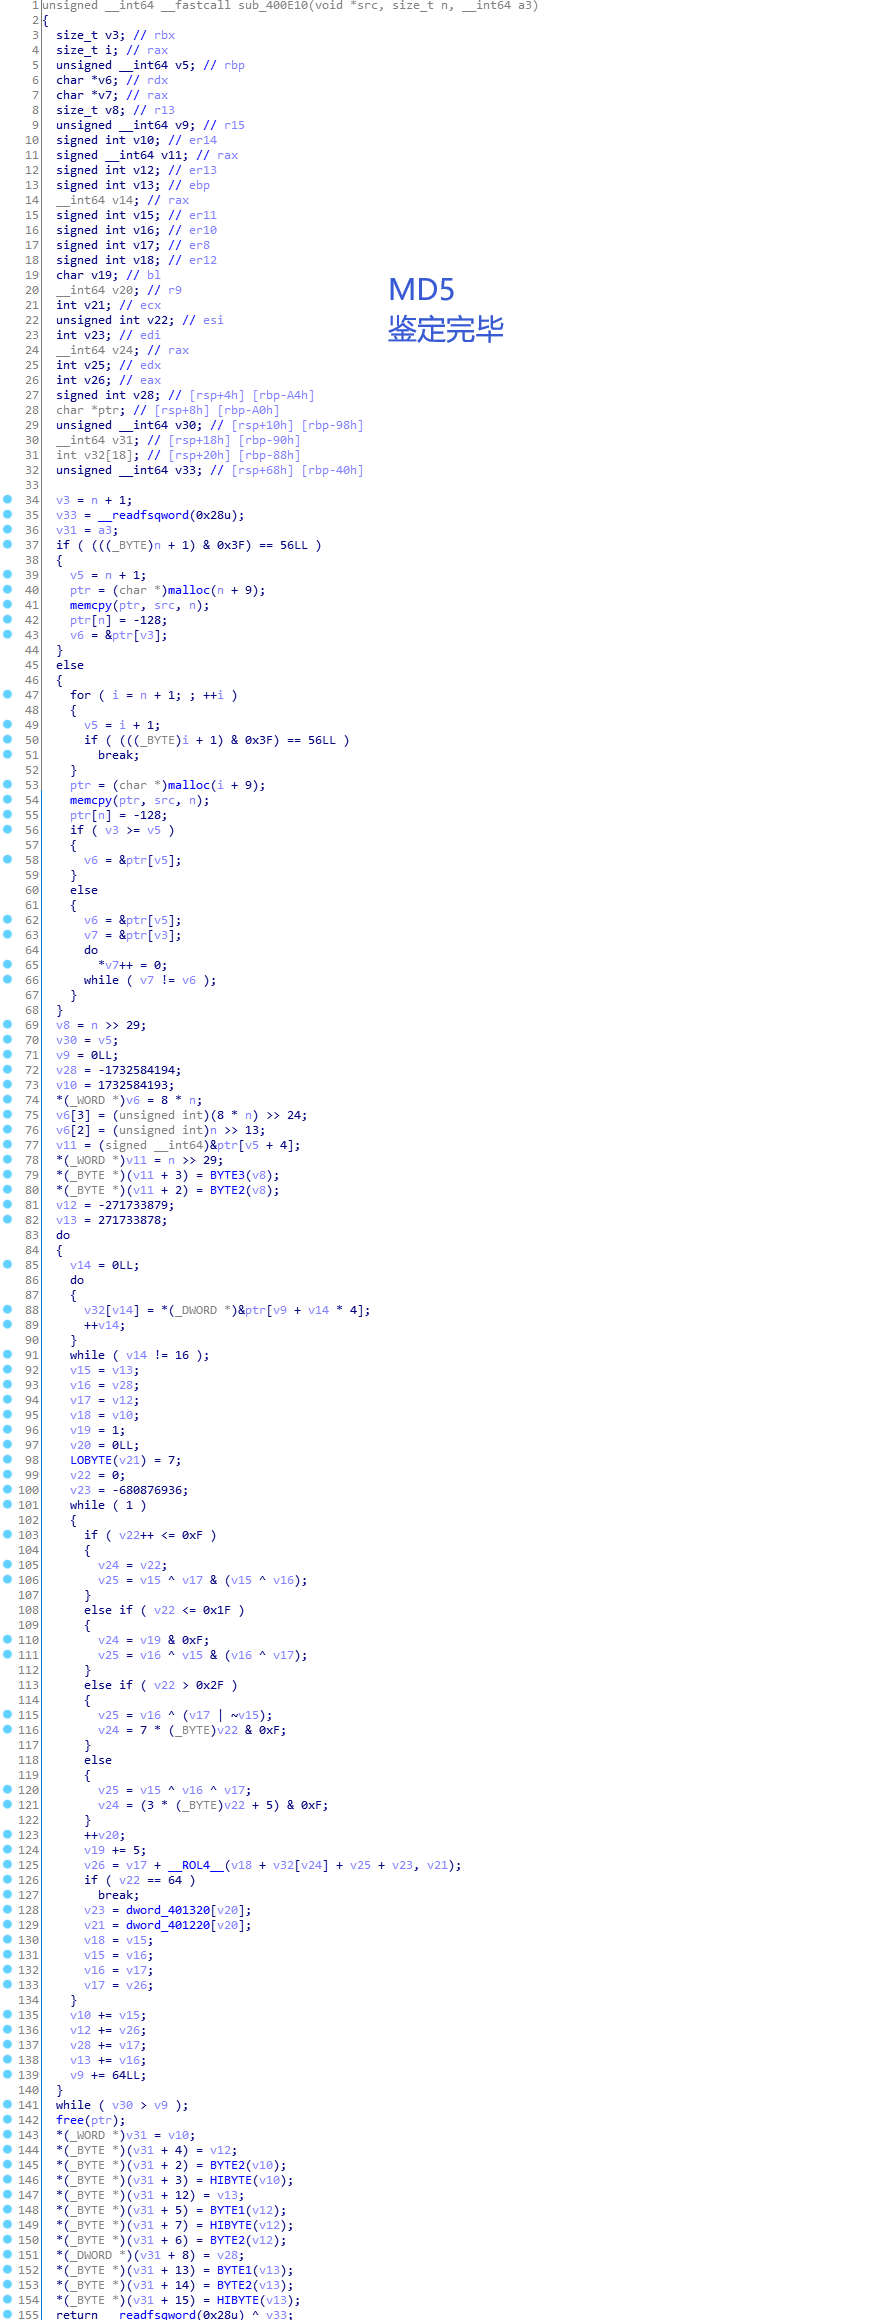 1 unsigned __int64 __fastcall sub_400E10(void *src, size_t n, __int64 a3)
2 {
3 size_t v3; // rbx
4 size_t i; // rax
5 unsigned __int64 v5; // rbp
6 char *v6; // rdx
7 char *v7; // rax
8 size_t v8; // r13
9 unsigned __int64 v9; // r15
10 signed int v10; // er14
11 signed __int64 v11; // rax
12 signed int v12; // er13
13 signed int v13; // ebp
14 __int64 v14; // rax
15 signed int v15; // er11
16 signed int v16; // er10
17 signed int v17; // er8
18 signed int v18; // er12
19 char v19; // bl
20 __int64 v20; // r9
21 int v21; // ecx
22 unsigned int v22; // esi
23 int v23; // edi
24 __int64 v24; // rax
25 int v25; // edx
26 int v26; // eax
27 signed int v28; // [rsp+4h] [rbp-A4h]
28 char *ptr; // [rsp+8h] [rbp-A0h]
29 unsigned __int64 v30; // [rsp+10h] [rbp-98h]
30 __int64 v31; // [rsp+18h] [rbp-90h]
31 int v32[18]; // [rsp+20h] [rbp-88h]
32 unsigned __int64 v33; // [rsp+68h] [rbp-40h]
33
34 v3 = n + 1;
35 v33 = __readfsqword(0x28u);
36 v31 = a3;
37 if ( (((_BYTE)n + 1) & 0x3F) == 56LL )
38 {
39 v5 = n + 1;
40 ptr = (char *)malloc(n + 9);
41 memcpy(ptr, src, n);
42 ptr[n] = -128;
43 v6 = &ptr[v3];
44 }
45 else
46 {
47 for ( i = n + 1; ; ++i )
48 {
49 v5 = i + 1;
50 if ( (((_BYTE)i + 1) & 0x3F) == 56LL )
51 break;
52 }
53 ptr = (char *)malloc(i + 9);
54 memcpy(ptr, src, n);
55 ptr[n] = -128;
56 if ( v3 >= v5 )
57 {
58 v6 = &ptr[v5];
59 }
60 else
61 {
62 v6 = &ptr[v5];
63 v7 = &ptr[v3];
64 do
65 *v7++ = 0;
66 while ( v7 != v6 );
67 }
68 }
69 v8 = n >> 29;
70 v30 = v5;
71 v9 = 0LL;
72 v28 = -1732584194;
73 v10 = 1732584193;
74 *(_WORD *)v6 = 8 * n;
75 v6[3] = (unsigned int)(8 * n) >> 24;
76 v6[2] = (unsigned int)n >> 13;
77 v11 = (signed __int64)&ptr[v5 + 4];
78 *(_WORD *)v11 = n >> 29;
79 *(_BYTE *)(v11 + 3) = BYTE3(v8);
80 *(_BYTE *)(v11 + 2) = BYTE2(v8);
81 v12 = -271733879;
82 v13 = 271733878;
83 do
84 {
85 v14 = 0LL;
86 do
87 {
88 v32[v14] = *(_DWORD *)&ptr[v9 + v14 * 4];
89 ++v14;
90 }
91 while ( v14 != 16 );
92 v15 = v13;
93 v16 = v28;
94 v17 = v12;
95 v18 = v10;
96 v19 = 1;
97 v20 = 0LL;
98 LOBYTE(v21) = 7;
99 v22 = 0;
100 v23 = -680876936;
101 while ( 1 )
102 {
103 if ( v22++ <= 0xF )
104 {
105 v24 = v22;
106 v25 = v15 ^ v17 & (v15 ^ v16);
107 }
108 else if ( v22 <= 0x1F )
109 {
110 v24 = v19 & 0xF;
111 v25 = v16 ^ v15 & (v16 ^ v17);
112 }
113 else if ( v22 > 0x2F )
114 {
115 v25 = v16 ^ (v17 | ~v15);
116 v24 = 7 * (_BYTE)v22 & 0xF;
117 }
118 else
119 {
120 v25 = v15 ^ v16 ^ v17;
121 v24 = (3 * (_BYTE)v22 + 5) & 0xF;
122 }
123 ++v20;
124 v19 += 5;
125 v26 = v17 + __ROL4__(v18 + v32[v24] + v25 + v23, v21);
126 if ( v22 == 64 )
127 break;
128 v23 = dword_401320[v20];
129 v21 = dword_401220[v20];
130 v18 = v15;
131 v15 = v16;
132 v16 = v17;
133 v17 = v26;
134 }
135 v10 += v15;
136 v12 += v26;
137 v28 += v17;
138 v13 += v16;
139 v9 += 64LL;
140 }
141 while ( v30 > v9 );
142 free(ptr);
143 *(_WORD *)v31 = v10;
144 *(_BYTE *)(v31 + 4) = v12;
145 *(_BYTE *)(v31 + 2) = BYTE2(v10);
146 *(_BYTE *)(v31 + 3) = HIBYTE(v10);
147 *(_BYTE *)(v31 + 12) = v13;
148 *(_BYTE *)(v31 + 5) = BYTE1(v12);
149 *(_BYTE *)(v31 + 7) = HIBYTE(v12);
150 *(_BYTE *)(v31 + 6) = BYTE2(v12);
151 *(_DWORD *)(v31 + 8) = v28;
152 *(_BYTE *)(v31 + 13) = BYTE1(v13);
153 *(_BYTE *)(v31 + 14) = BYTE2(v13);
154 *(_BYTE *)(v31 + 15) = HIBYTE(v13);
155 return __readfsqword(0x28u) ^ v33;
MD5
鉴定完毕